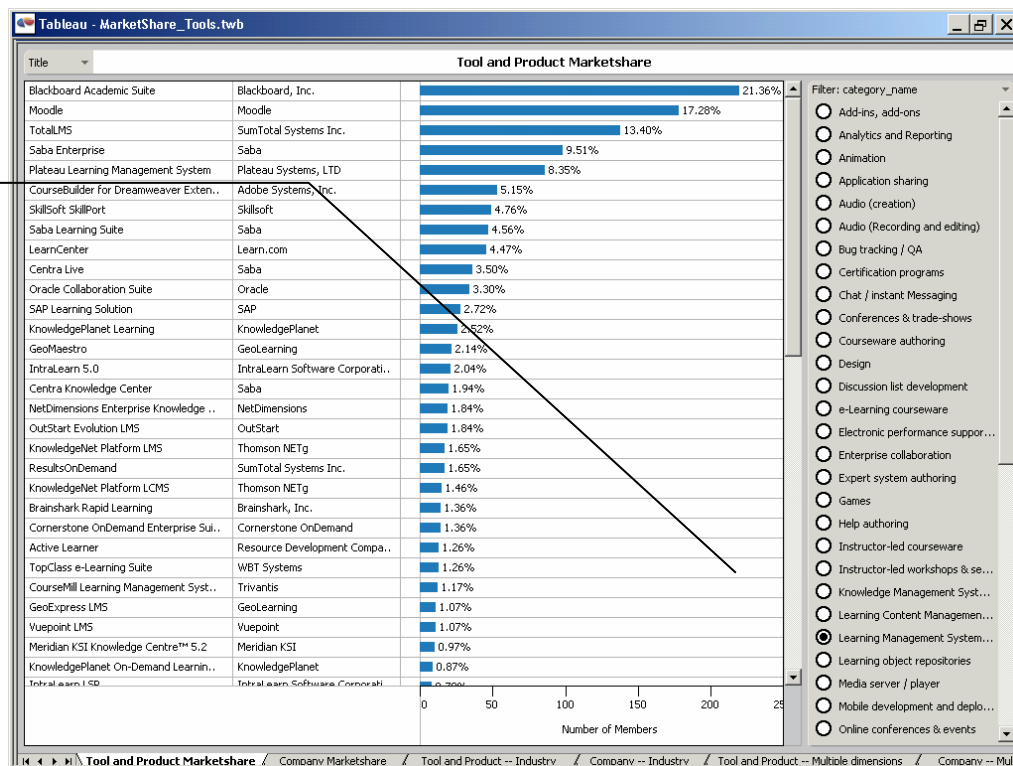 Tableau - MarketShare_Tools.twb
Title Tool and Product Marketshare
Blackboard Academic Suite Blackboard, Inc. 21.36%
Moodle Moodle 17.28%
TotalLMS SumTotal Systems Inc. 13.40%
Saba Enterprise Saba 9.51%
Plateau Learning Management System Plateau Systems, LTD 8.35%
CourseBuilder for Dreamweaver Exten.. Adobe Systems, Inc. 5.15%
SkillSoft SkillPort Skillsoft 4.76%
Saba Learning Suite Saba 4.56%
LearnCenter Learn.com 4.47%
Centra Live Saba 3.50%
Oracle Collaboration Suite Oracle 3.30%
SAP Learning Solution SAP 2.72%
KnowledgePlanet Learning KnowledgePlanet 2.52%
GeoMaestro GeoLearning 2.14%
IntraLearn 5.0 IntraLearn Software Corporati.. 2.04%
Centra Knowledge Center Saba 1.94%
NetDimensions Enterprise Knowledge .. NetDimensions 1.84%
OutStart Evolution LMS OutStart 1.84%
KnowledgeNet Platform LMS Thomson NETg 1.65%
ResultsOnDemand SumTotal Systems Inc. 1.65%
KnowledgeNet Platform LCMS Thomson NETg 1.46%
Brainshark Rapid Learning Brainshark, Inc. 1.36%
Cornerstone OnDemand Enterprise Sui.. Cornerstone OnDemand 1.36%
Active Learner Resource Development Compa.. 1.26%
TopClass e-Learning Suite WBT Systems 1.26%
CourseMill Learning Management Syst.. Trivantis 1.17%
GeoExpress LMS GeoLearning 1.07%
Vuepoint LMS Vuepoint 1.07%
Meridian KSI Knowledge Centre™ 5.2 Meridian KSI 0.97%
KnowledgePlanet On-Demand Learnin.. KnowledgePlanet 0.87%
IntraLearn LSP IntraLearn Software Corporati.. 0.78%
0 50 100 150 200 25
Number of Members
Filter: category_name
Add-ins, add-ons
Analytics and Reporting
Animation
Application sharing
Audio (creation)
Audio (Recording and editing)
Bug tracking / QA
Certification programs
Chat / instant Messaging
Conferences & trade-shows
Courseware authoring
Design
Discussion list development
e-Learning courseware
Electronic performance suppor...
Enterprise collaboration
Expert system authoring
Games
Help authoring
Instructor-led courseware
Instructor-led workshops & se...
Knowledge Management Syst...
Learning Content Managemen...
Learning Management System...
Learning object repositories
Media server / player
Mobile development and deplo...
Online conferences & events
Tool and Product Marketshare Company Marketshare Tool and Product -- Industry Company -- Industry Tool and Product -- Multiple dimensions Company -- Mul